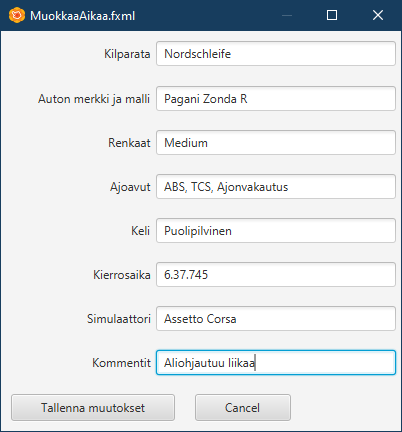 MuokkaaAikaa.fxml
Kilparata Nordschleife
Auton merkki ja malli Pagani Zonda R
Renkaat Medium
Ajoavut ABS, TCS, Ajonvakautus
Keli Puolipilvinen
Kierrosaika 6.37.745
Simulaattori Assetto Corsa
Kommentit Aliohjautuu liikaa
Tallenna muutokset Cancel